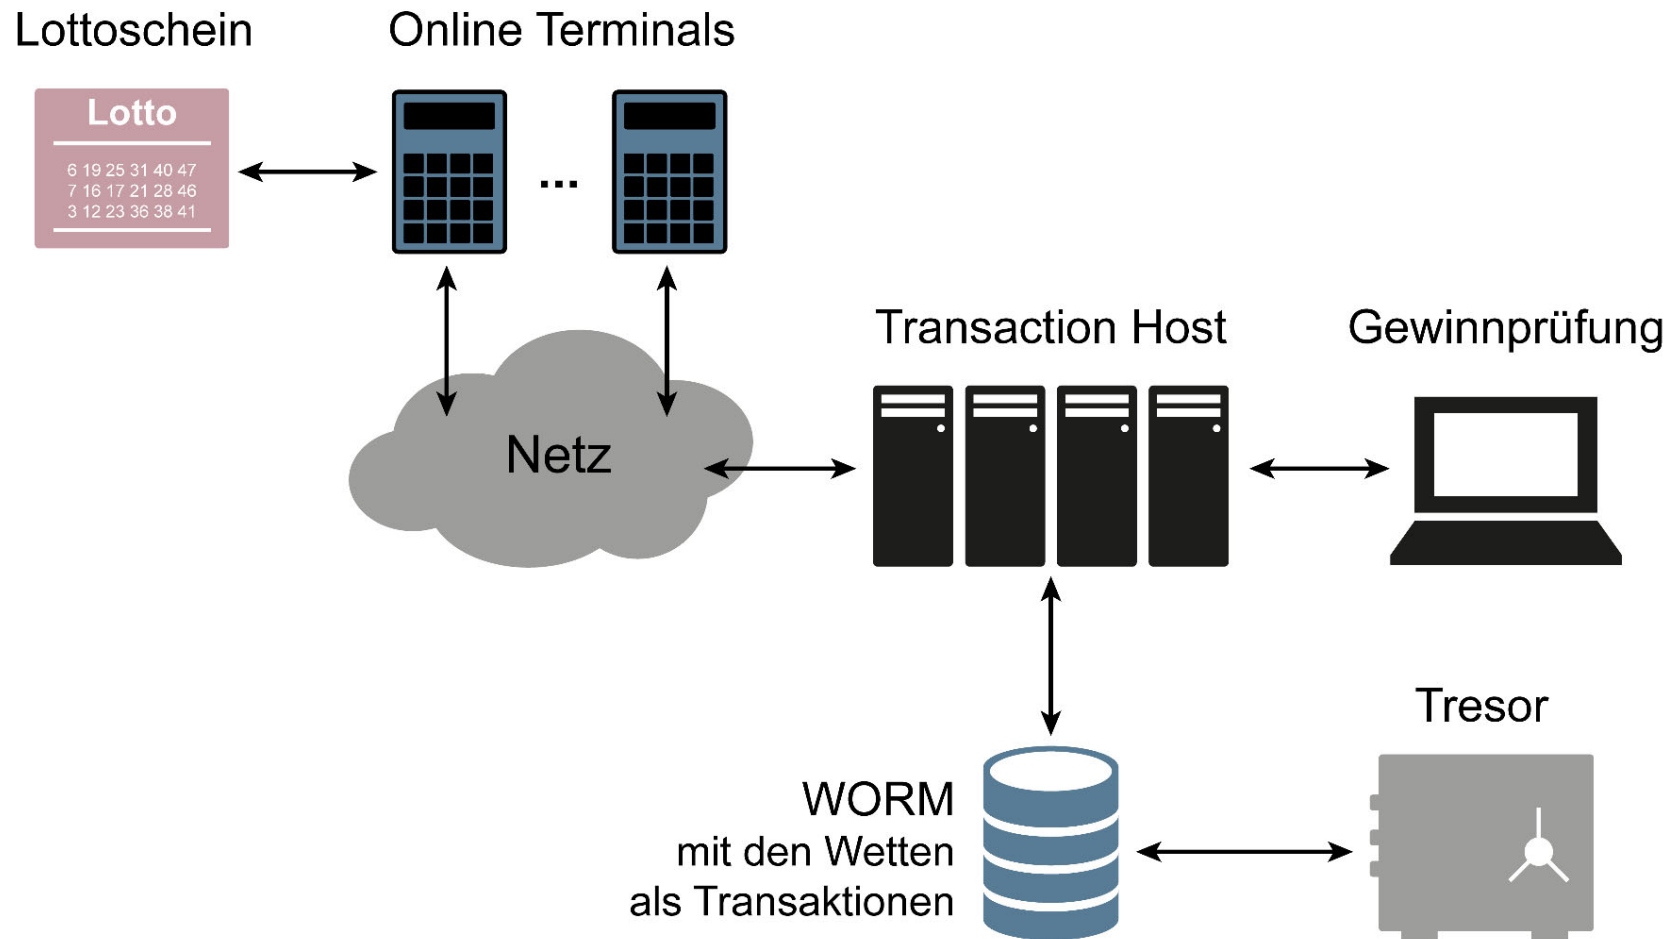 Lottoschein
Online Terminals
Lotto
6 19 25 31 40 47
7 16 17 21 28 46
3 12 23 36 38 41
...
Netz
Transaction Host
Gewinnprüfung
WORM
mit den Wetten
als Transaktionen
Tresor